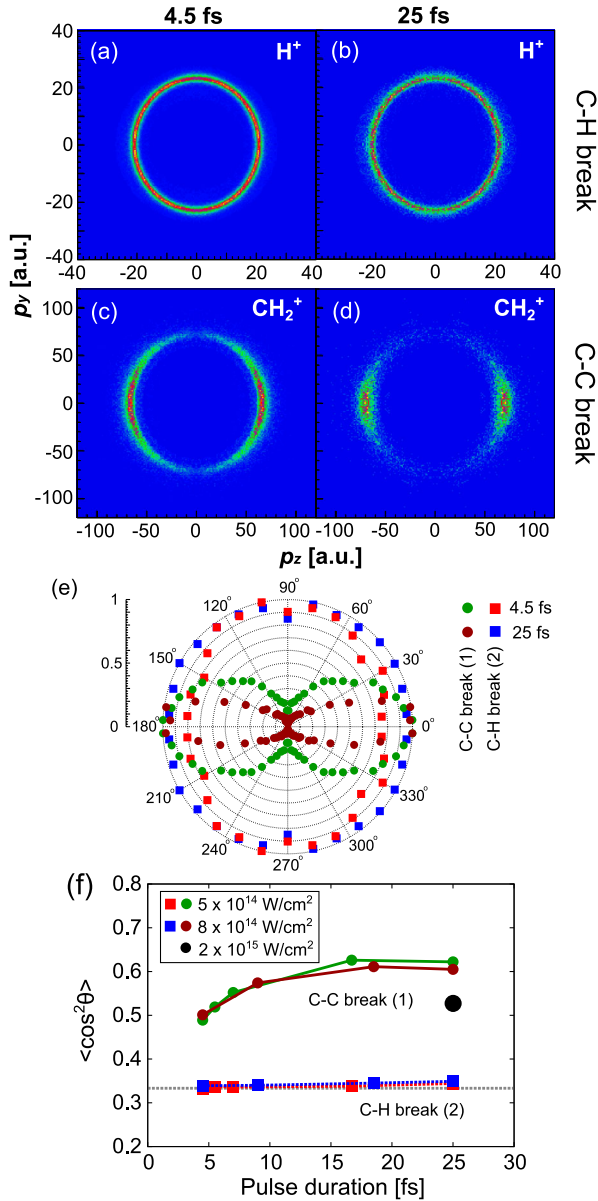 4.5 fs
25 fs
40
20
0
-20
-40
(a)
H+
(b)
H+
C-H break
-40
-20
0
20
40
-20
0
20
40
py [a.u.]
100
50
0
-50
-100
(c)
CH2+
(d)
CH2+
C-C break
-100
-50
0
50
100
-100
-50
0
50
100
pz [a.u.]
(e)
1
0.5
0
90°
120°
60°
150°
30°
180°
0°
210°
330°
240°
300°
270°
4.5 fs
25 fs
C-C break (1)
C-H break (2)
(f)
0.8
0.7
0.6
0.5
0.4
0.3
0.2
<cos²θ>
5 x 10¹⁴ W/cm²
8 x 10¹⁴ W/cm²
2 x 10¹⁵ W/cm²
C-C break (1)
C-H break (2)
0
5
10
15
20
25
30
Pulse duration [fs]